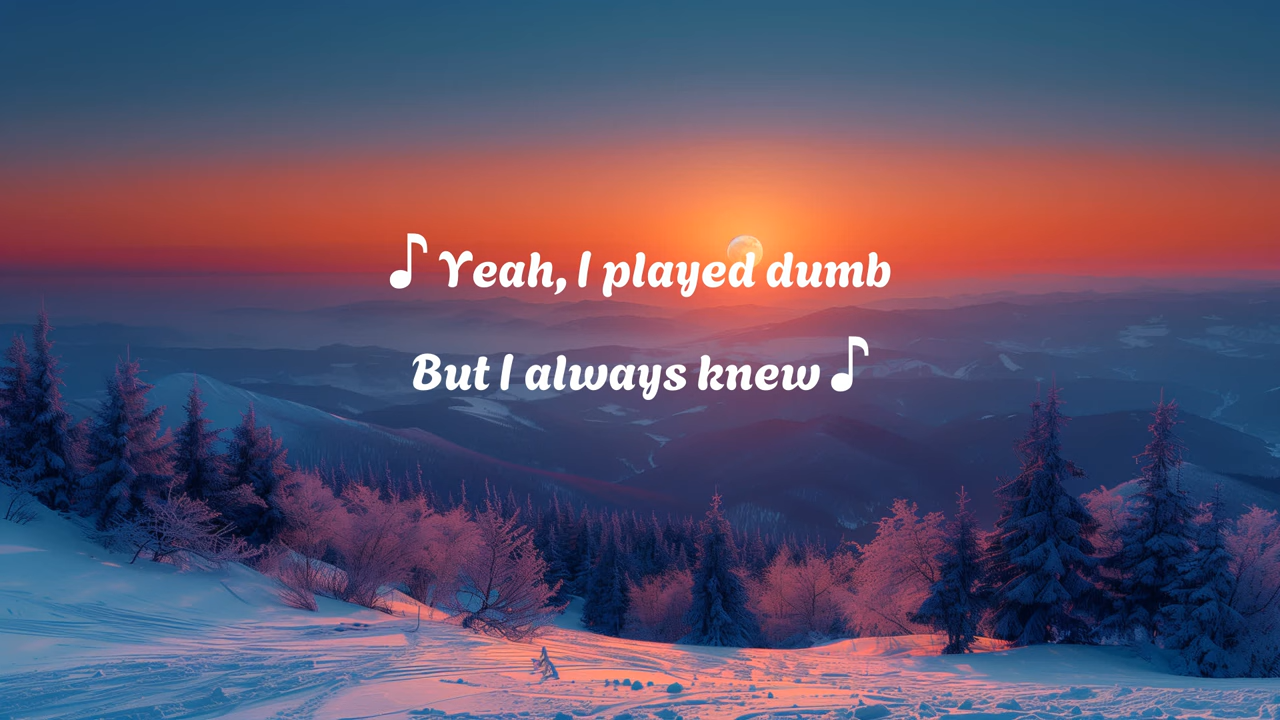 ♪ Yeah, I played dumb
But I always knew ♪